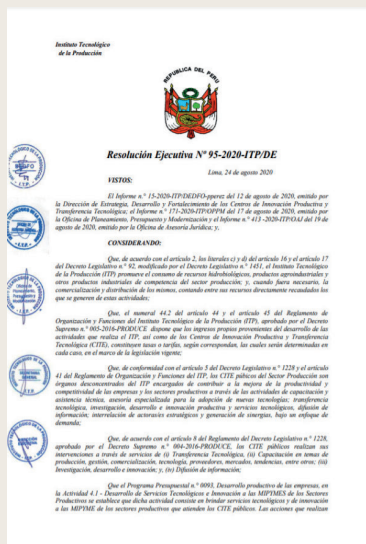 Instituto Tecnológico
de la Producción
REPUBLICA DEL PERU
Resolución Ejecutiva Nº 95-2020-ITP/DE
Lima, 24 de agosto 2020
VISTOS:
El Informe n.° 15-2020-ITP/DEDFO-pperez del 12 de agosto de 2020, emitido por
la Dirección de Estrategia, Desarrollo y Fortalecimiento de los Centros de Innovación Productiva y
Transferencia Tecnológica; el Informe n.° 171-2020-ITP/OPPM del 17 de agosto de 2020, emitido por
la Oficina de Planeamiento, Presupuesto y Modernización y el Informe n.° 413 -2020-ITP/OAJ del 19 de
agosto de 2020, emitido por la Oficina de Asesoría Jurídica; y,
CONSIDERANDO:
Que, de acuerdo con el artículo 2, los literales c) y d) del artículo 16 y el artículo 17
del Decreto Legislativo n.° 92, modificado por el Decreto Legislativo n.° 1451, el Instituto Tecnológico
de la Producción (ITP) promueve el consumo de recursos hidrobiológicos, productos agroindustriales y
otros productos industriales de competencia del sector producción; y, cuando fuera necesario, la
comercialización y distribución de los mismos, contando entre sus recursos directamente recaudados los
que se generen de estas actividades;
Que, el numeral 44.2 del artículo 44 y el artículo 45 del Reglamento de
Organización y Funciones del Instituto Tecnológico de la Producción (ITP), aprobado por el Decreto
Supremo n.° 005-2016-PRODUCE dispone que los ingresos propios provenientes del desarrollo de las
actividades que realiza el ITP, así como de los Centros de Innovación Productiva y Transferencia
Tecnológica (CITE), constituyen tasas o tarifas, según correspondan, las cuales serán determinadas en
cada caso, en el marco de la legislación vigente;
Que, de conformidad con el artículo 5 del Decreto Legislativo n.° 1228 y el artículo
41 del Reglamento de Organización y Funciones del ITP, los CITE públicos del Sector Producción son
órganos desconcentrados del ITP encargados de contribuir a la mejora de la productividad y
competitividad de las empresas y los sectores productivos a través de las actividades de capacitación y
asistencia técnica, asesoría especializada para la adopción de nuevas tecnologías; transferencia
tecnológica, investigación, desarrollo e innovación productiva y servicios tecnológicos, difusión de
información; interrelación de actores estratégicos y generación de sinergias, bajo un enfoque de
demanda;
Que, de acuerdo con el artículo 8 del Reglamento del Decreto Legislativo n.° 1228,
aprobado por el Decreto Supremo n.° 004-2016-PRODUCE, los CITE públicos realizan sus
intervenciones a través de servicios de (i) Transferencia Tecnológica, (ii) Capacitación en temas de
producción, gestión, comercialización, tecnología, proveedores, mercados, tendencias, entre otros; (iii)
Investigación, desarrollo e innovación; y, (iv) Difusión de información;
Que el Programa Presupuestal n.° 0093, Desarrollo productivo de las empresas, en
la Actividad 4.1 - Desarrollo de Servicios Tecnológicos e Innovación a las MIPYMES de los Sectores
Productivos se establece que dicha actividad consiste en brindar servicios tecnológicos y de innovación
a las MIPYME de los sectores productivos que atienden los CITE públicos. Las acciones que realizan